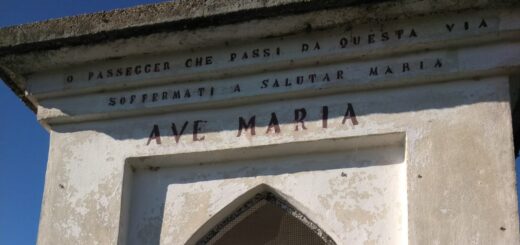 O PASSEGGER CHE PASSI DA QUESTA VIA
SOFFERMATI A SALUTAR MARIA
AVE MARIA